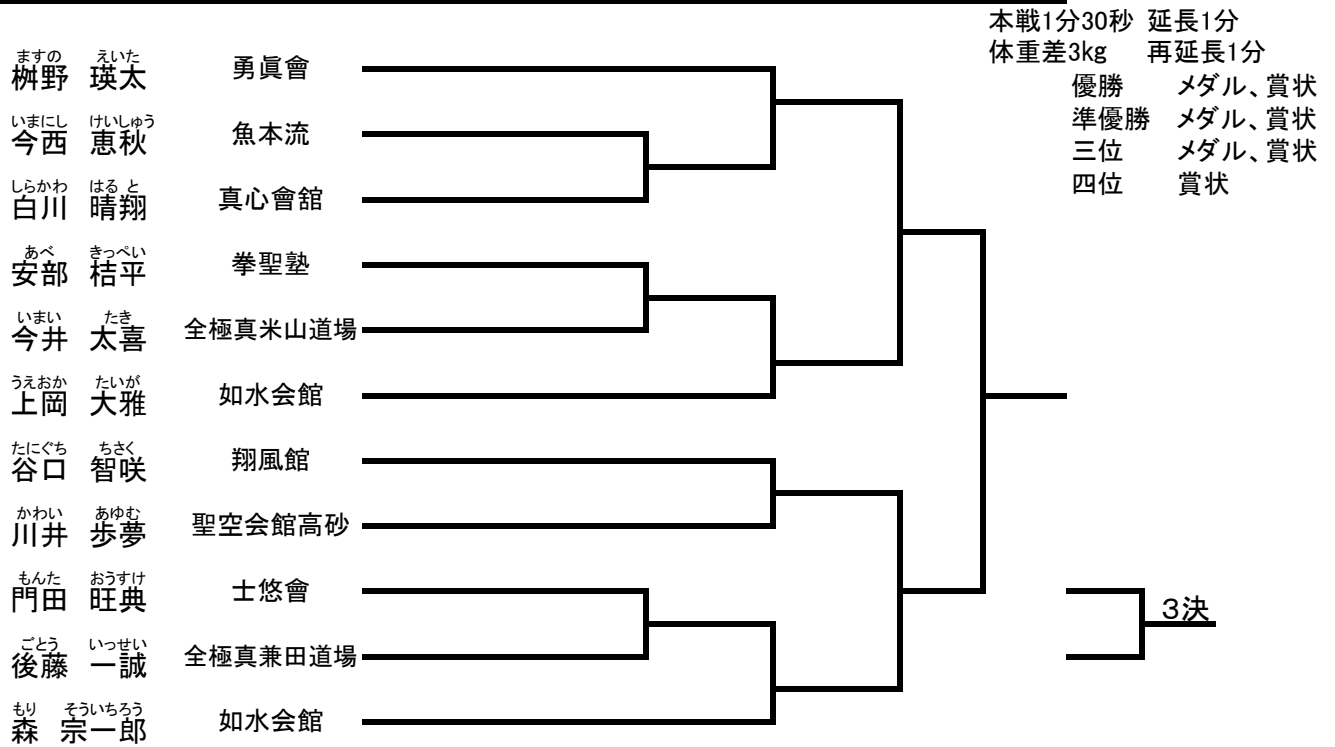 本戦1分30秒 延長1分
体重差3kg 再延長1分
優勝 メダル、賞状
準優勝 メダル、賞状
三位 メダル、賞状
四位 賞状
ますの えいた
桝野 瑛太 勇眞會
いまにし けいしゅう
今西 恵秋 魚本流
しらかわ はると
白川 晴翔 真心會舘
あべ きっぺい
安部 桔平 拳聖塾
いまい たき
今井 太喜 全極真米山道場
うえおか たいが
上岡 大雅 如水会館
たにぐち ちさく
谷口 智咲 翔風館
かわい あゆむ
川井 歩夢 聖空会館高砂
もんた おうすけ
門田 旺典 士悠會
ごとう いっせい
後藤 一誠 全極真兼田道場
もり そういちろう
森 宗一郎 如水会館
3決